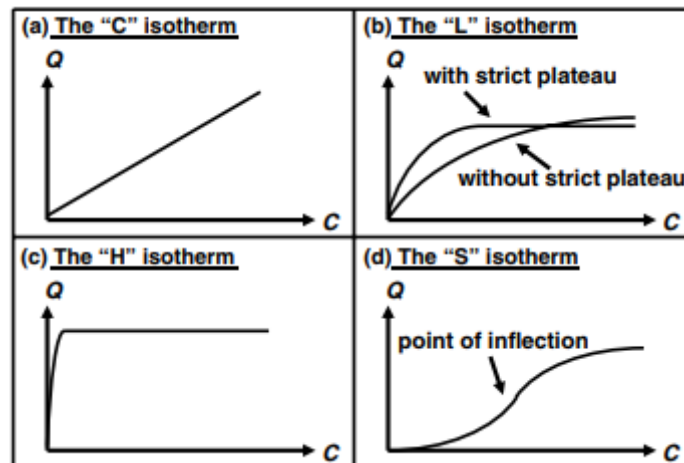 (a) The "C" isotherm
Q
C
(b) The "L" isotherm
Q
with strict plateau
without strict plateau
C
(c) The "H" isotherm
Q
C
(d) The "S" isotherm
Q
point of inflection
C